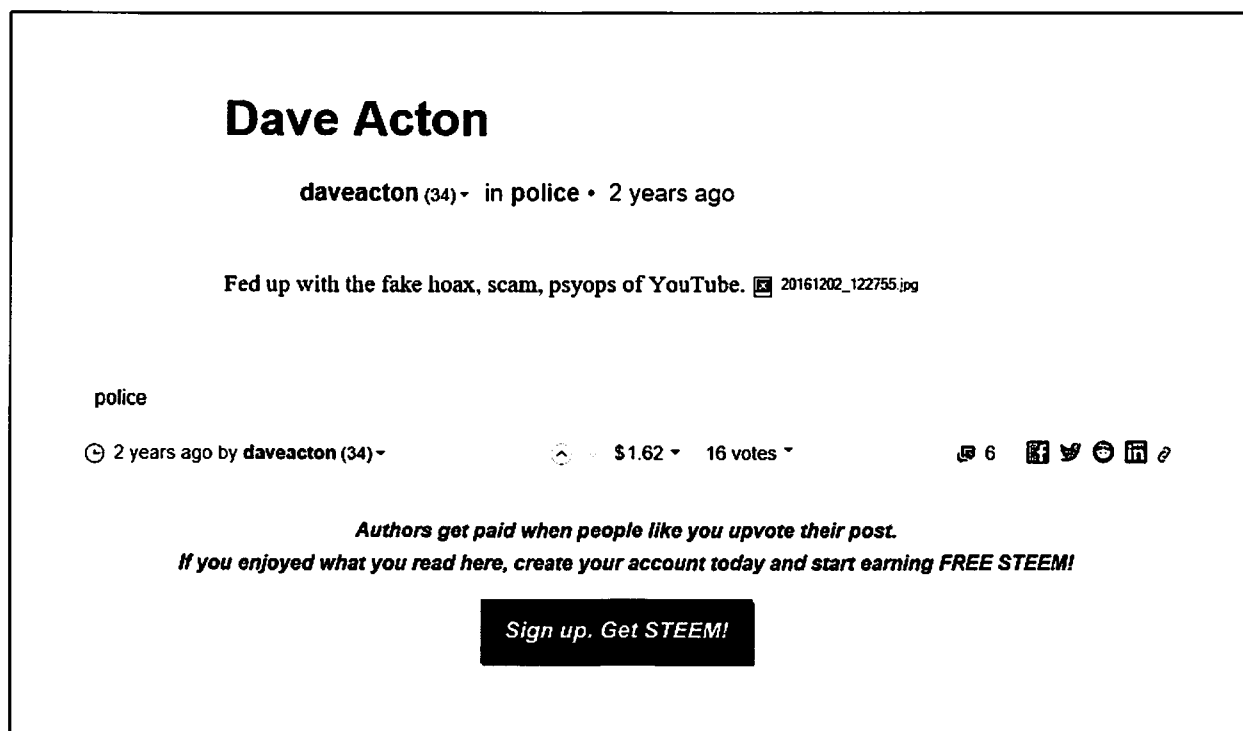 Dave Acton
daveacton (34) in police • 2 years ago
Fed up with the fake hoax, scam, psyops of YouTube. 20161202_122755.jpg
police
2 years ago by daveacton (34) $1.62 16 votes 6
Authors get paid when people like you upvote their post.
If you enjoyed what you read here, create your account today and start earning FREE STEEM!
Sign up. Get STEEM!